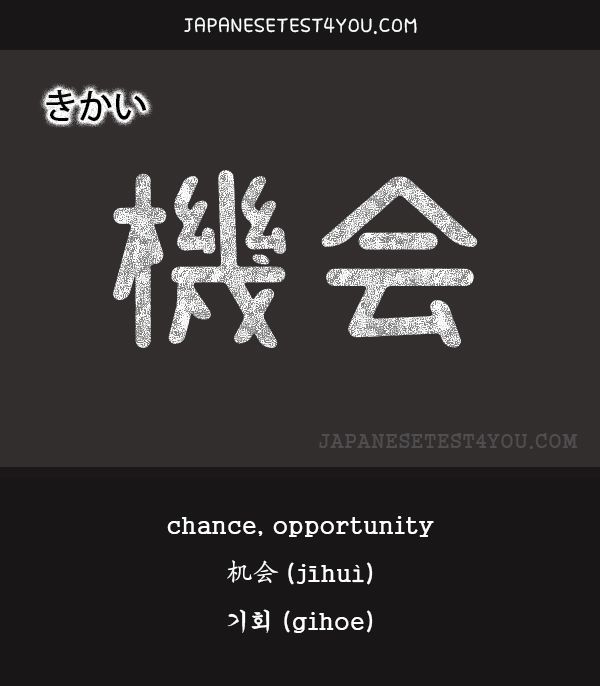 JAPANESETEST4YOU.COM
きかい
機会
JAPANESETEST4YOU.COM
chance, opportunity
机会 (jīhuì)
기회 (gihoe)